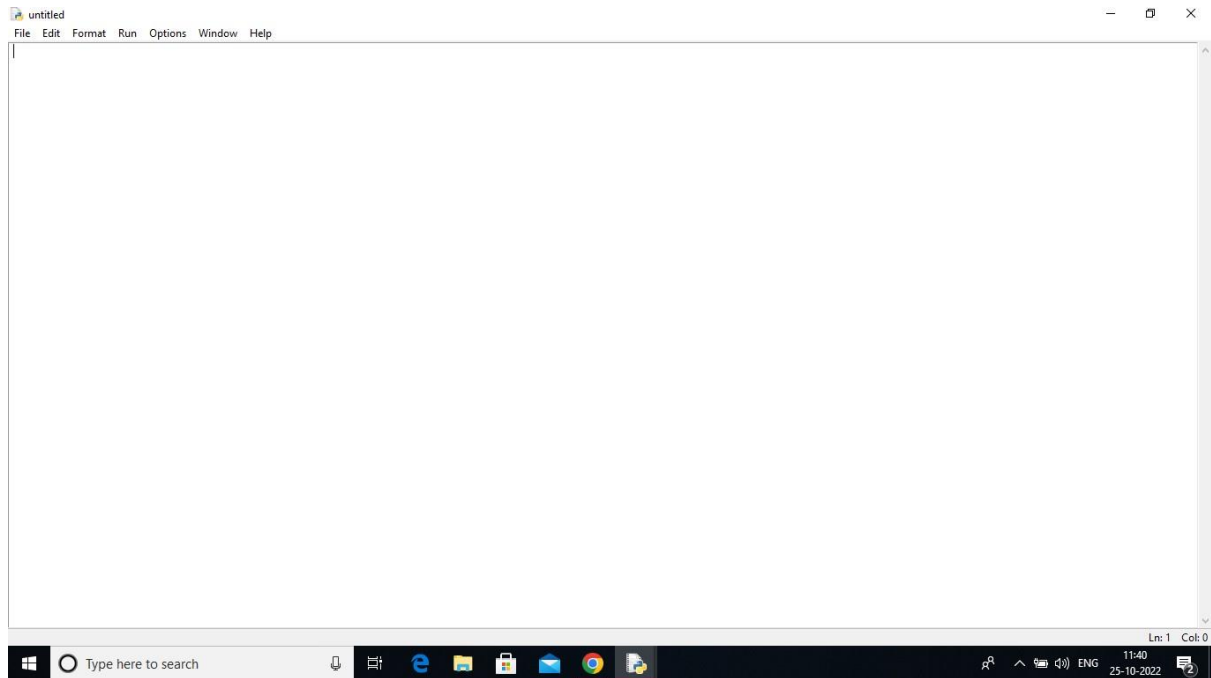 untitled
File Edit Format Run Options Window Help
Ln: 1 Col: 0
Type here to search
ENG
11:40
25-10-2022
2